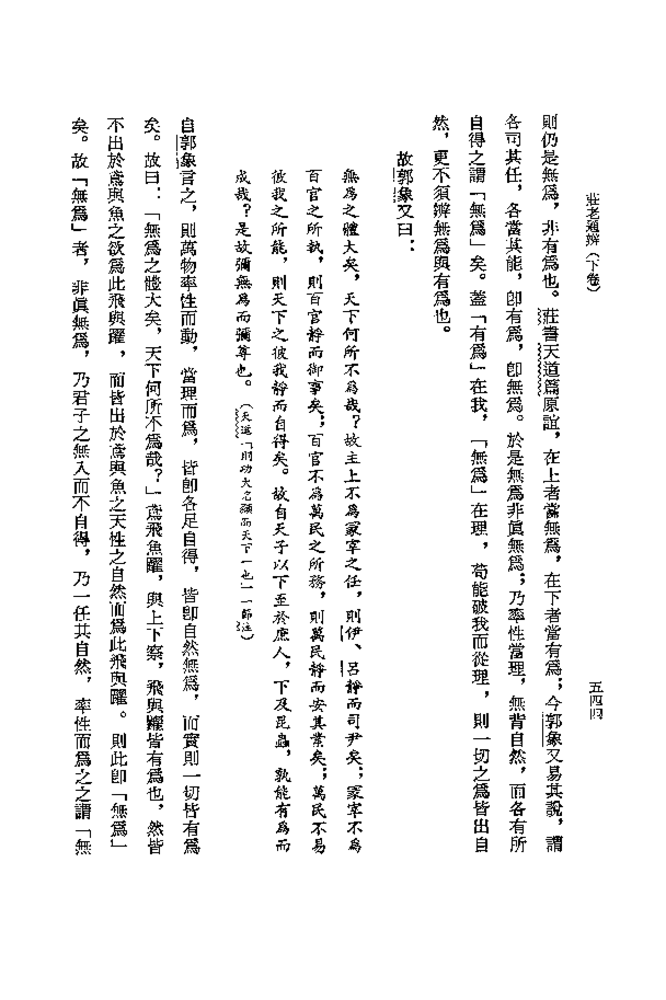 莊老通辨（下卷）
五四四
則仍是無爲，非有爲也。莊書天道篇原誼，在上者當無爲，在下者當有爲；今郭象又易其說，謂
各司其任，各當其能，卽有爲，卽無爲。於是無爲非眞無爲；乃率性當理，無背自然，而各有所
自得之謂「無爲」矣。蓋「有爲」在我，「無爲」在理，苟能破我而從理，則一切之爲皆出自
然，更不須辨無爲與有爲也。
故郭象又曰：
無爲之體大矣，天下何所不爲哉？故主上不爲冢宰之任，則伊、呂靜而司尹矣；冢宰不爲
百官之所執，則百官靜而御事矣；百官不爲萬民之所務，則萬民靜而安其業矣；萬民不易
彼我之所能，則天下之彼我靜而自得矣。故自天子以下至於庶人，下及昆蟲，孰能有爲而
成哉？是故彌無爲而彌尊也。（天道「則功大名顯而天下一也」一節注）
自郭象言之，則萬物率性而動，當理而爲，皆卽各足自得，皆卽自然無爲，而實則一切皆有爲
矣。故曰：「無爲之體大矣，天下何所不爲哉？」鳶飛魚躍，與上下察，飛與躍皆有爲也，然皆
不出於鳶與魚之欲爲此飛與躍，而皆出於鳶與魚之天性之自然而爲此飛與躍。則此卽「無爲」
矣。故「無爲」者，非眞無爲，乃君子之無入而不自得，乃一任其自然，率性而爲之之謂「無